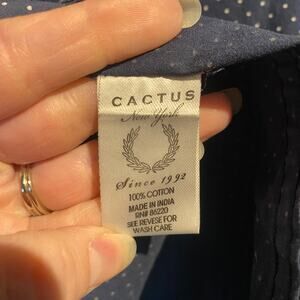 CACTUS
New York
Since 1992
100% COTTON
MADE IN INDIA
RN# 86220
SEE REVESE FOR
WASH CARE